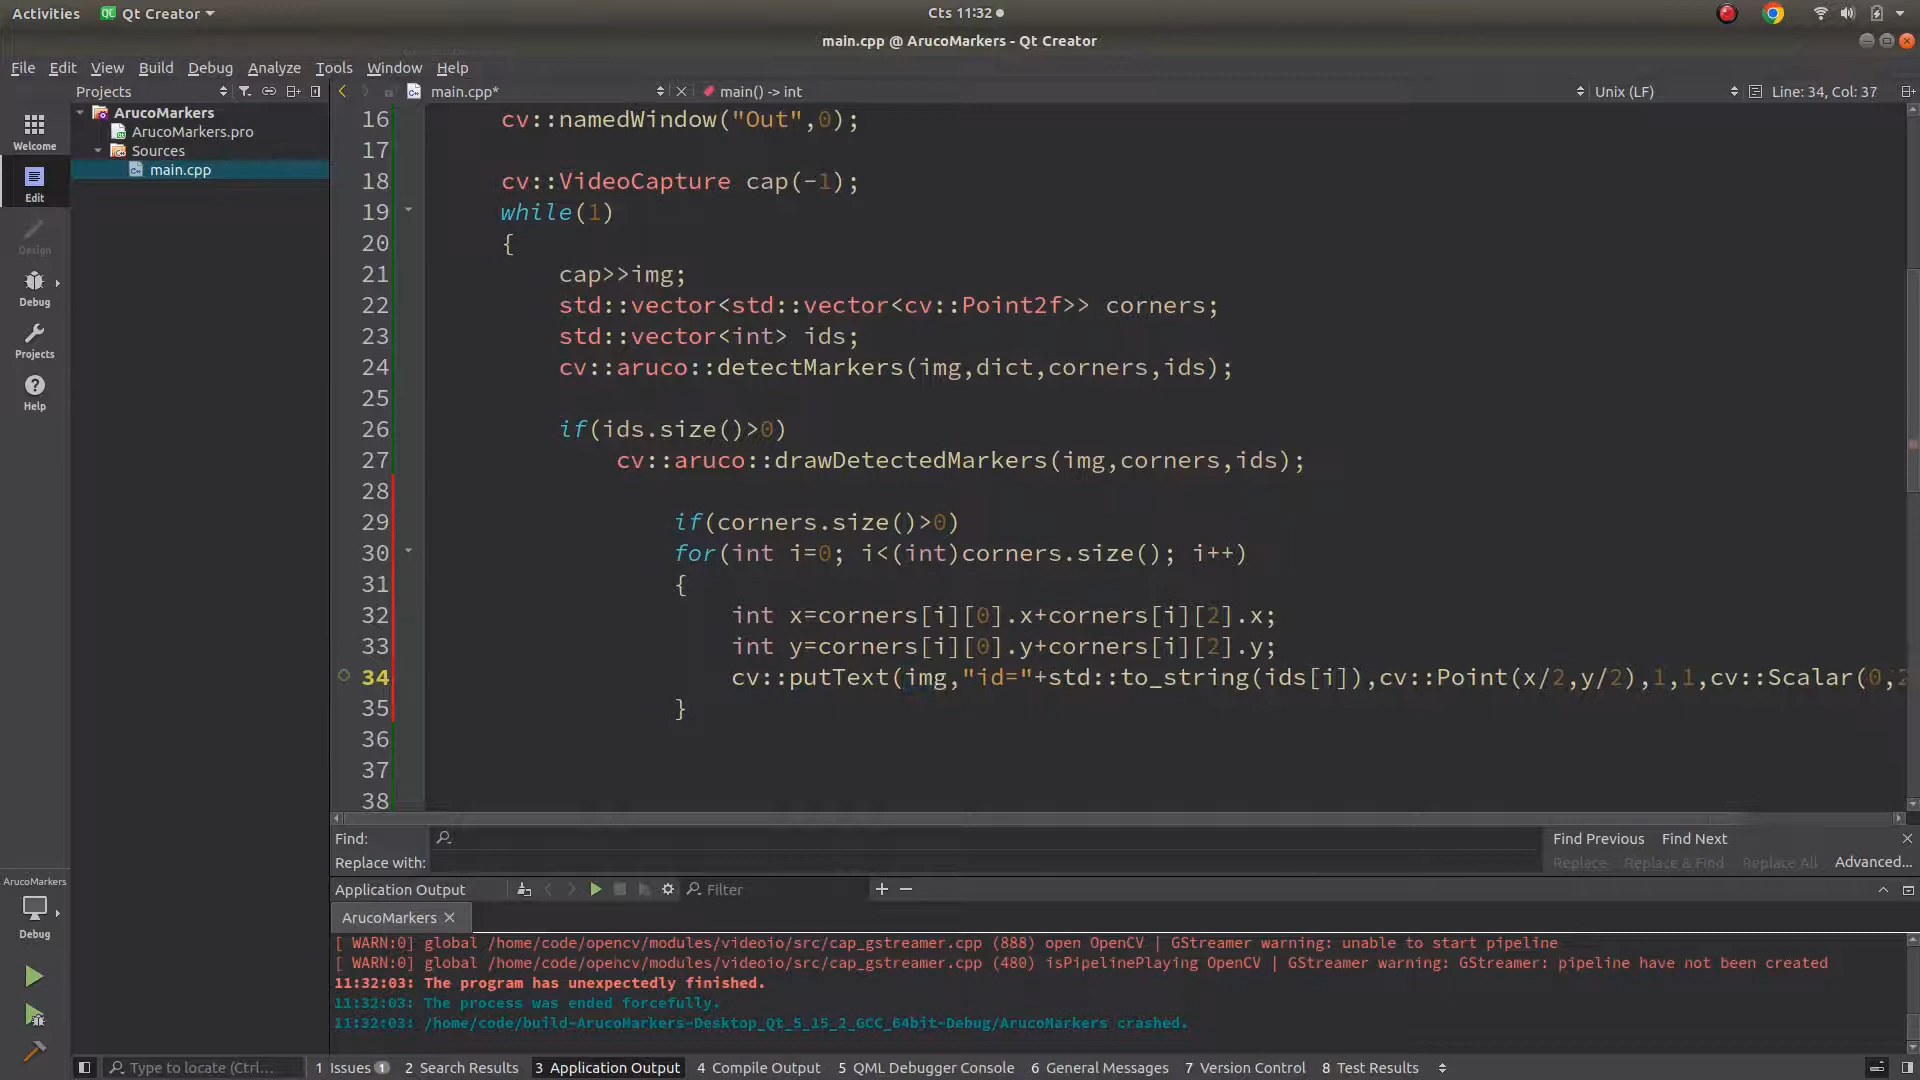 Activities Qt Creator Cts 11:32
main.cpp @ ArucoMarkers - Qt Creator
File Edit View Build Debug Analyze Tools Window Help
Projects main.cpp* main() -> int Unix (LF) Line: 34, Col: 37
ArucoMarkers
ArucoMarkers.pro
Sources
main.cpp
Welcome
Edit
Design
Debug
Projects
Help
16 cv::namedWindow("Out",0);
17
18 cv::VideoCapture cap(-1);
19 while(1)
20 {
21 cap>>img;
22 std::vector<std::vector<cv::Point2f>> corners;
23 std::vector<int> ids;
24 cv::aruco::detectMarkers(img,dict,corners,ids);
25
26 if(ids.size()>0)
27 cv::aruco::drawDetectedMarkers(img,corners,ids);
28
29 if(corners.size()>0)
30 for(int i=0; i<(int)corners.size(); i++)
31 {
32 int x=corners[i][0].x+corners[i][2].x;
33 int y=corners[i][0].y+corners[i][2].y;
34 cv::putText(img,"id="+std::to_string(ids[i]),cv::Point(x/2,y/2),1,1,cv::Scalar(0,2
35 }
36
37
38
Find: Find Previous Find Next
Replace with: Replace Replace & Find Replace All Advanced...
ArucoMarkers
Debug
Application Output Filter
ArucoMarkers
[ WARN:0] global /home/code/opencv/modules/videoio/src/cap_gstreamer.cpp (888) open OpenCV | GStreamer warning: unable to start pipeline
[ WARN:0] global /home/code/opencv/modules/videoio/src/cap_gstreamer.cpp (480) isPipelinePlaying OpenCV | GStreamer warning: GStreamer: pipeline have not been created
11:32:03: The program has unexpectedly finished.
11:32:03: The process was ended forcefully.
11:32:03: /home/code/build-ArucoMarkers-Desktop_Qt_5_15_2_GCC_64bit-Debug/ArucoMarkers crashed.
Type to locate (Ctrl... 1 Issues 1 2 Search Results 3 Application Output 4 Compile Output 5 QML Debugger Console 6 General Messages 7 Version Control 8 Test Results